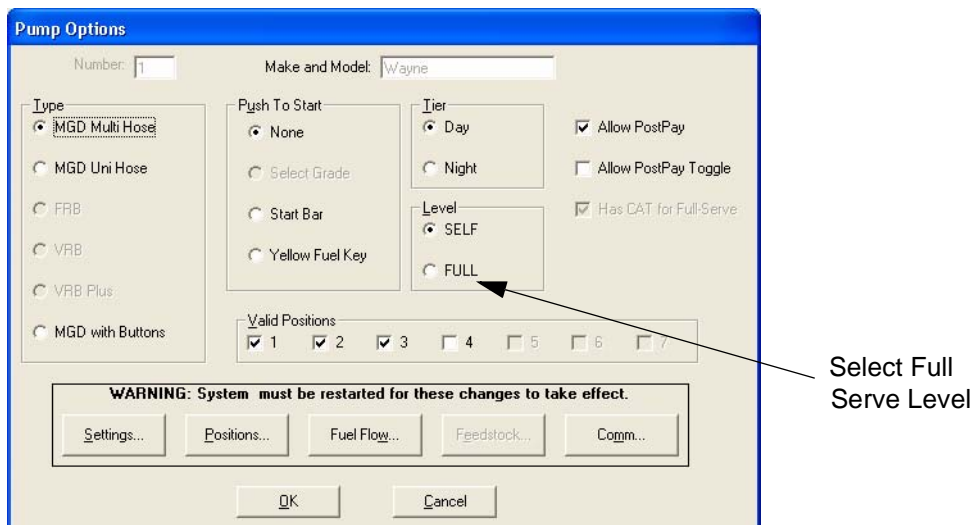 Pump Options
Number: 1 Make and Model: Wayne
Type
MGD Multi Hose
MGD Uni Hose
FRB
VRB
VRB Plus
MGD with Buttons
Push To Start
None
Select Grade
Start Bar
Yellow Fuel Key
Tier
Day
Night
Level
SELF
FULL
Allow PostPay
Allow PostPay Toggle
Has CAT for Full-Serve
Valid Positions
1 2 3 4 5 6 7
WARNING: System must be restarted for these changes to take effect.
Settings... Positions... Fuel Flow... Feedstock... Comm...
OK Cancel
Select Full
Serve Level